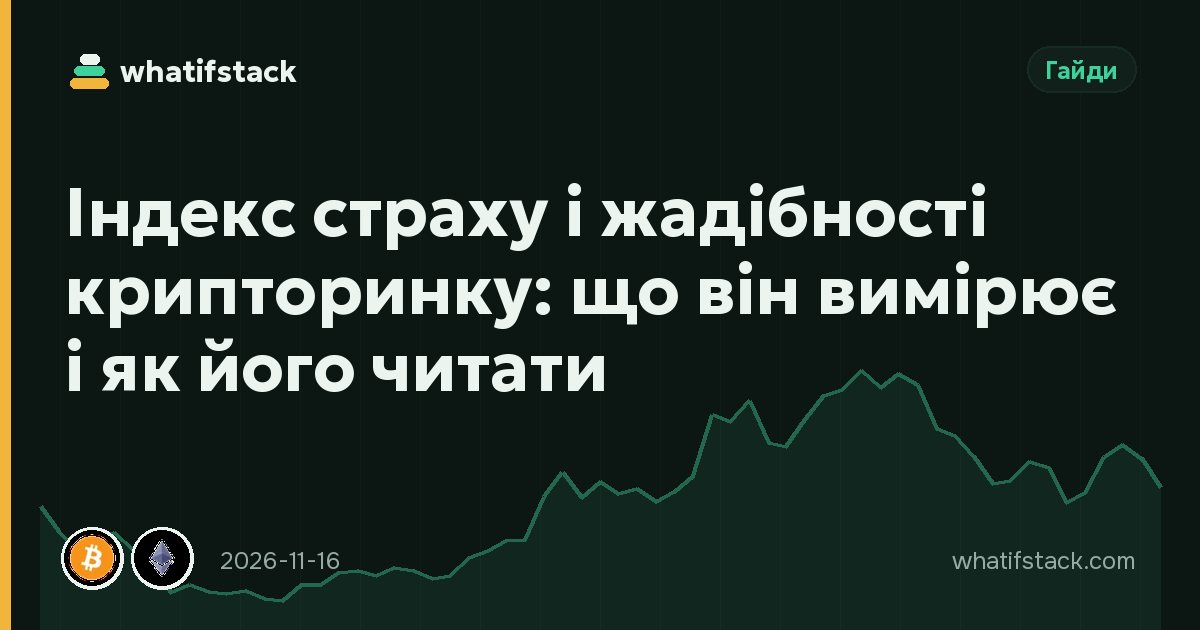 whatifstack
Гайди
Індекс страху і жадібності
крипторинку: що він вимірює
і як його читати
2026-11-16
whatifstack.com